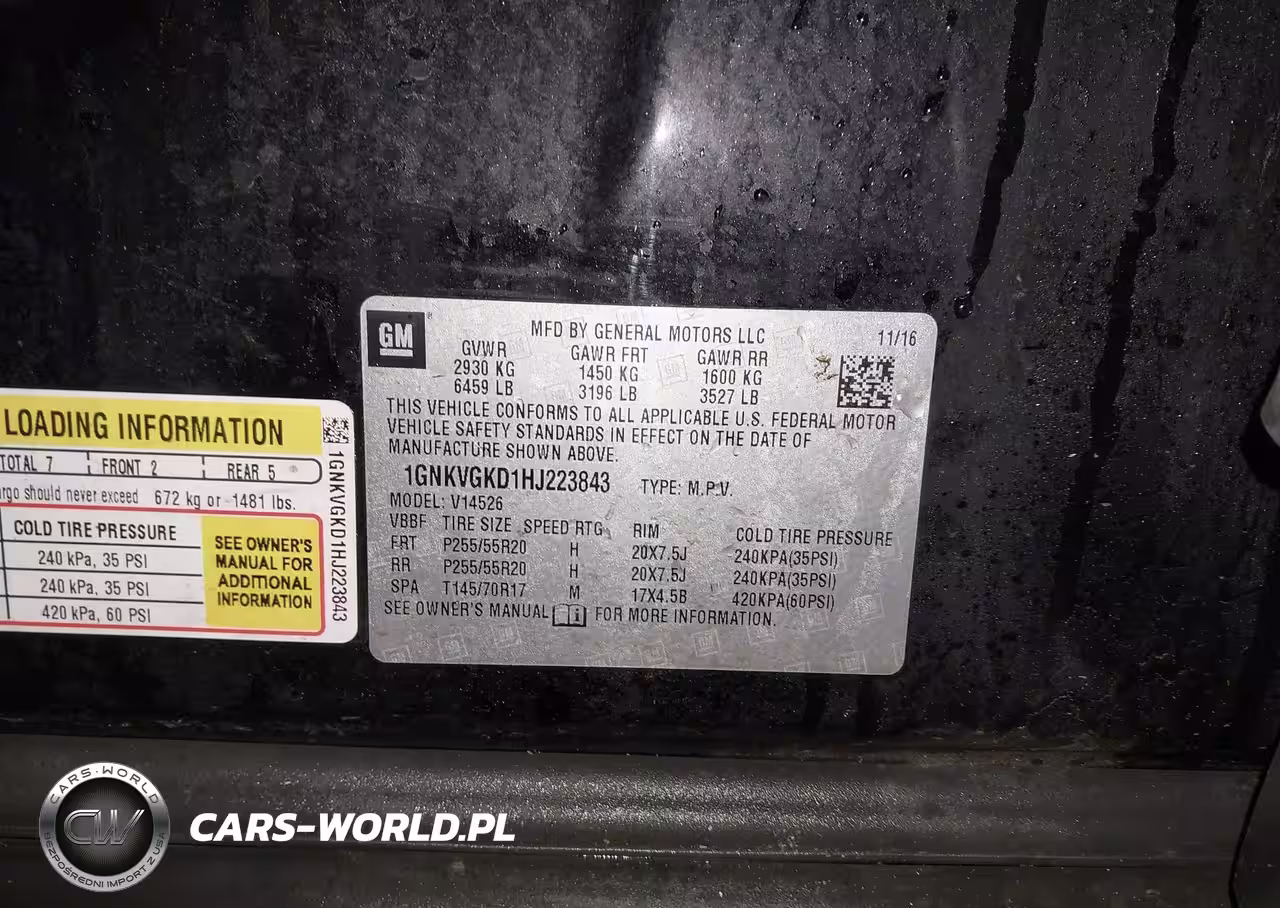 LOADING INFORMATION
TOTAL 7 FRONT 2 REAR 5
should never exceed 672 kg or 1481 lbs.
COLD TIRE PRESSURE
240 kPa, 35 PSI
240 kPa, 35 PSI
420 kPa, 60 PSI
SEE OWNER'S
MANUAL FOR
ADDITIONAL
INFORMATION
1GNKVGKD1HJ223843
GM
MFD BY GENERAL MOTORS LLC 11/16
GVWR GAWR FRT GAWR RR
2930 KG 1450 KG 1600 KG
6459 LB 3196 LB 3527 LB
THIS VEHICLE CONFORMS TO ALL APPLICABLE U.S. FEDERAL MOTOR
VEHICLE SAFETY STANDARDS IN EFFECT ON THE DATE OF
MANUFACTURE SHOWN ABOVE.
1GNKVGKD1HJ223843 TYPE: M.P.V.
MODEL: V14526
VBBF TIRE SIZE SPEED RTG RIM COLD TIRE PRESSURE
FRT P255/55R20 H 20X7.5J 240KPA(35PSI)
RR P255/55R20 H 20X7.5J 240KPA(35PSI)
SPA T145/70R17 M 17X4.5B 420KPA(60PSI)
SEE OWNER'S MANUAL FOR MORE INFORMATION.
CARS-WORLD
CW
BEZPOŚREDNI IMPORT Z USA
CARS-WORLD.PL